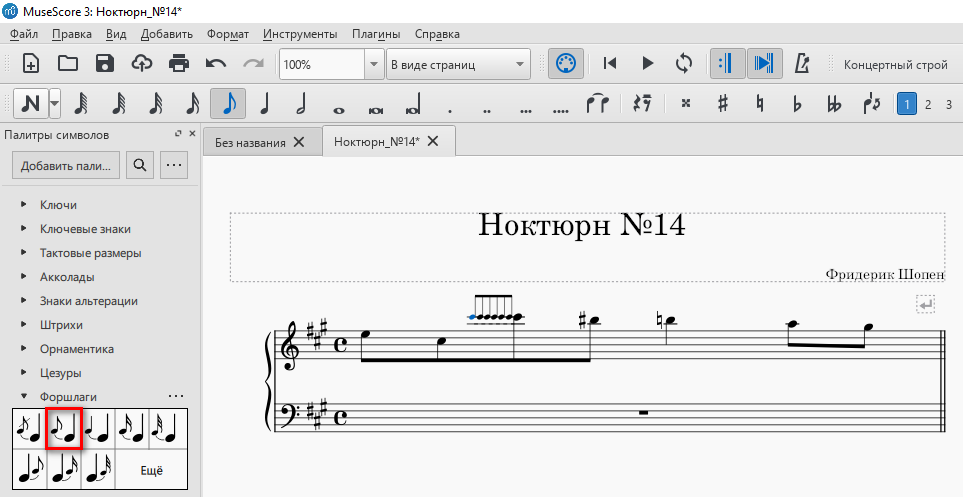 MuseScore 3: Ноктюрн_№14*
Файл Правка Вид Добавить Формат Инструменты Плагины Справка
100% В виде страниц Концертный строй
1 2 3
Палитры символов
Без названия Ноктюрн_№14*
Добавить пали...
Ключи
Ключевые знаки
Тактовые размеры
Акколады
Знаки альтерации
Штрихи
Орнаментика
Цезуры
Форшлаги
Ещё
Ноктюрн №14
Фридерик Шопен